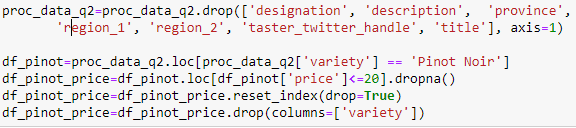 proc_data_q2=proc_data_q2.drop(['designation', 'description', 'province',
'region_1', 'region_2', 'taster_twitter_handle', 'title'], axis=1)
df_pinot=proc_data_q2.loc[proc_data_q2['variety'] == 'Pinot Noir']
df_pinot_price=df_pinot.loc[df_pinot['price']<=20].dropna()
df_pinot_price=df_pinot_price.reset_index(drop=True)
df_pinot_price=df_pinot_price.drop(columns=['variety'])